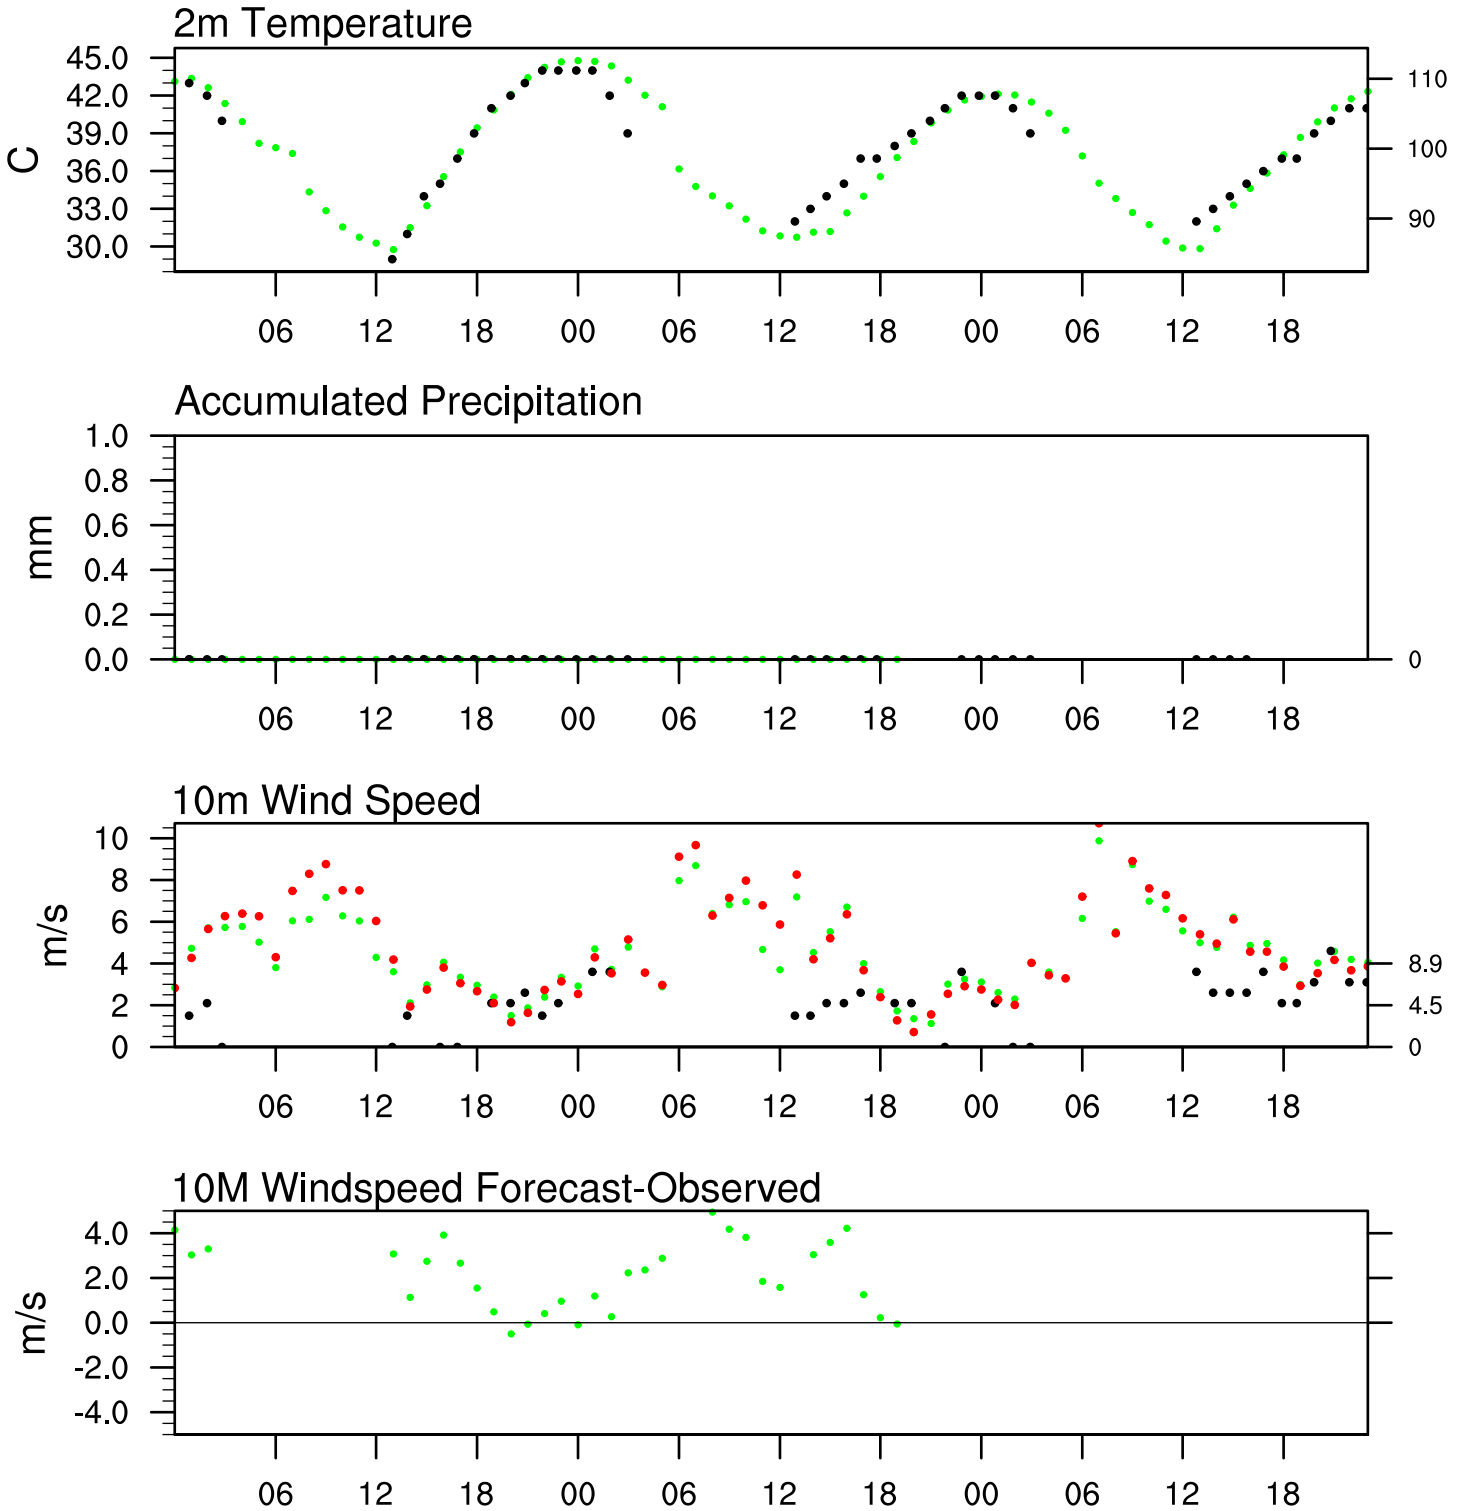 2m Temperature
45.0
42.0
39.0
36.0
33.0
30.0
C
110
100
90
06 12 18 00 06 12 18 00 06 12 18
Accumulated Precipitation
1.0
0.8
0.6
0.4
0.2
0.0
mm
0
06 12 18 00 06 12 18 00 06 12 18
10m Wind Speed
10
8
6
4
2
0
m/s
8.9
4.5
0
06 12 18 00 06 12 18 00 06 12 18
10M Windspeed Forecast-Observed
4.0
2.0
0.0
-2.0
-4.0
m/s
06 12 18 00 06 12 18 00 06 12 18